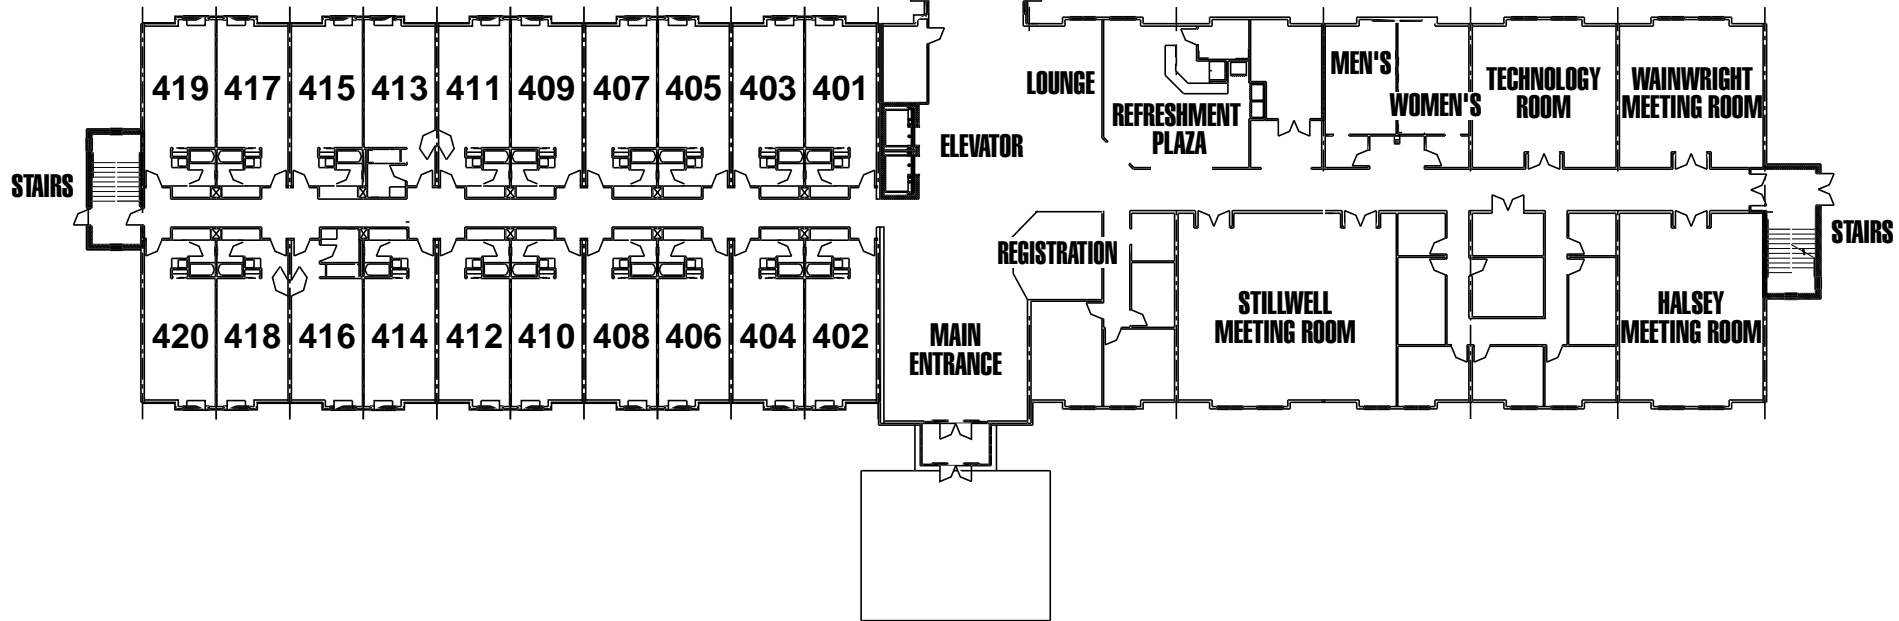 419 417 415 413 411 409 407 405 403 401
LOUNGE
REFRESHMENT
PLAZA
MEN'S
WOMEN'S
TECHNOLOGY
ROOM
WAINWRIGHT
MEETING ROOM
ELEVATOR
STAIRS
STAIRS
REGISTRATION
420 418 416 414 412 410 408 406 404 402
MAIN
ENTRANCE
STILLWELL
MEETING ROOM
HALSEY
MEETING ROOM